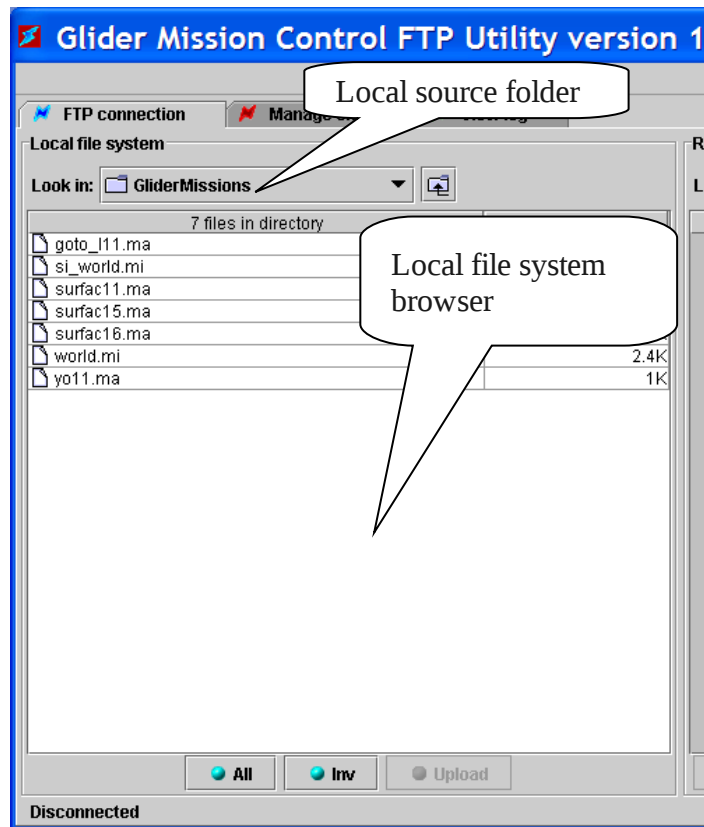 Glider Mission Control FTP Utility version 1
Local source folder
FTP connection
Local file system
R
Look in: GliderMissions
L
7 files in directory
goto_l11.ma
si_world.mi
surfac11.ma
surfac15.ma
surfac16.ma
world.mi 2.4K
yo11.ma 1K
Local file system
browser
All Inv Upload
Disconnected